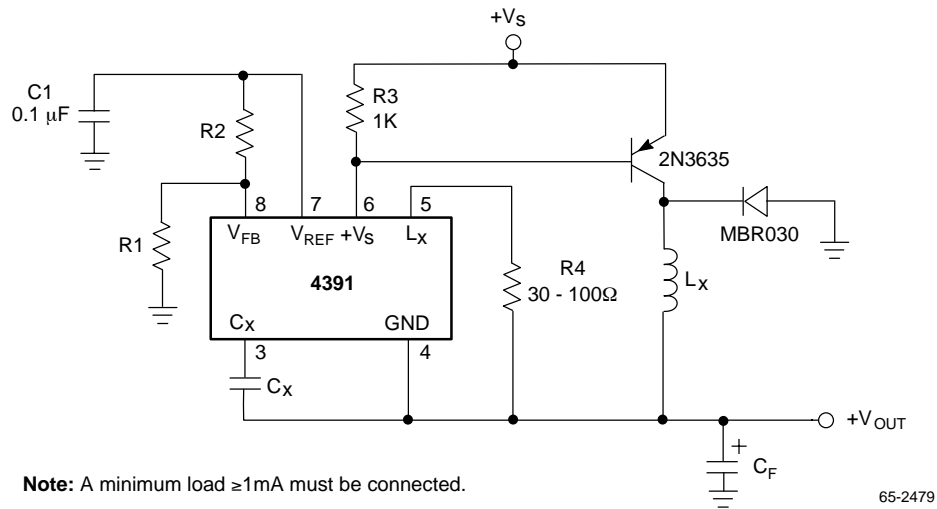 +VS
C1
0.1 μF
R2
R3
1K
2N3635
8 7 6 5
R1
VFB VREF +VS LX
MBR030
4391
R4
30 - 100Ω
LX
CX GND
3 4
CX
+VOUT
+
CF
Note: A minimum load ≥1mA must be connected.
65-2479